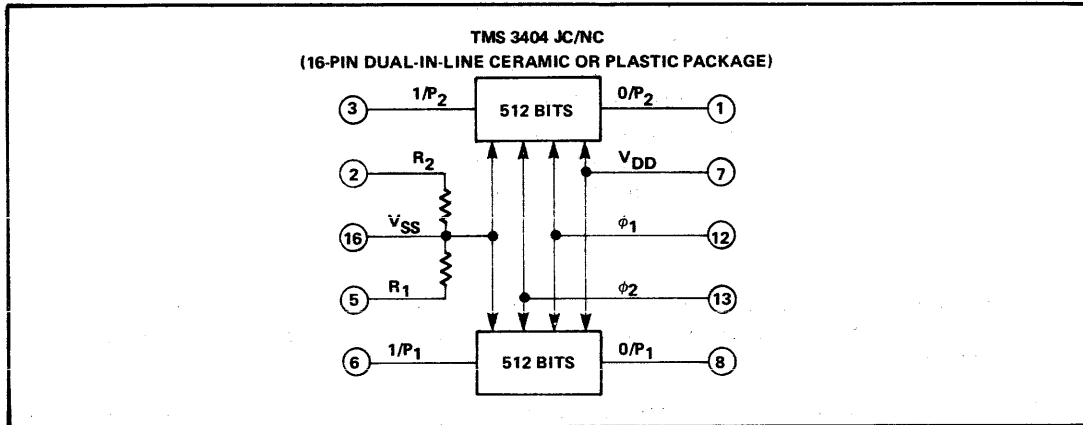 TMS 3404 JC/NC
(16-PIN DUAL-IN-LINE CERAMIC OR PLASTIC PACKAGE)
3 1/P2 512 BITS 0/P2 1
2 R2 VDD 7
16 VSS ϕ1 12
5 R1 ϕ2 13
6 1/P1 512 BITS 0/P1 8